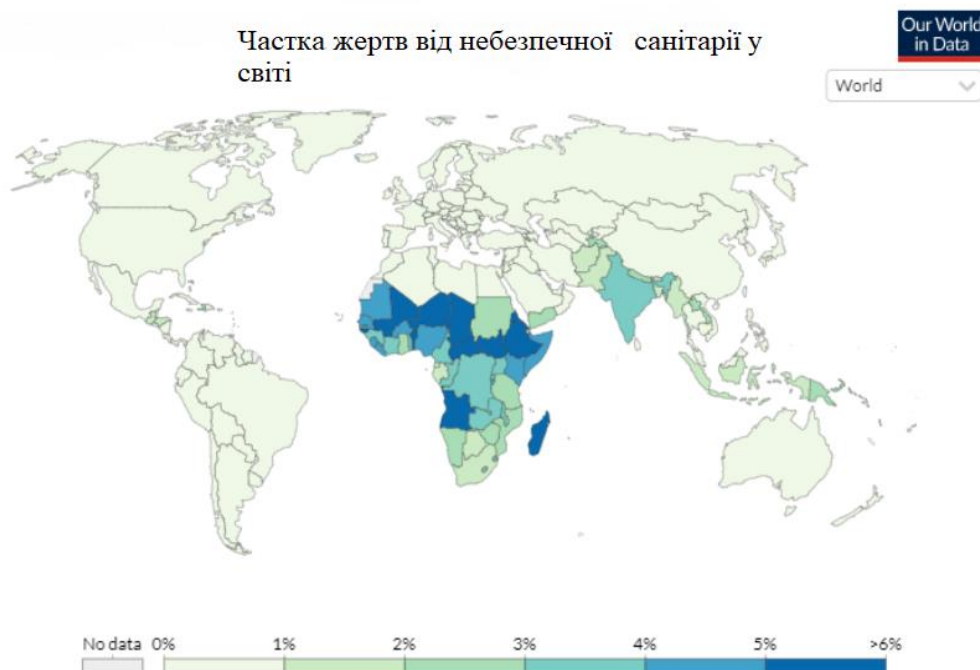 Частка жертв від небезпечної санітарії у
світі
Our World
in Data
World
No data 0% 1% 2% 3% 4% 5% >6%